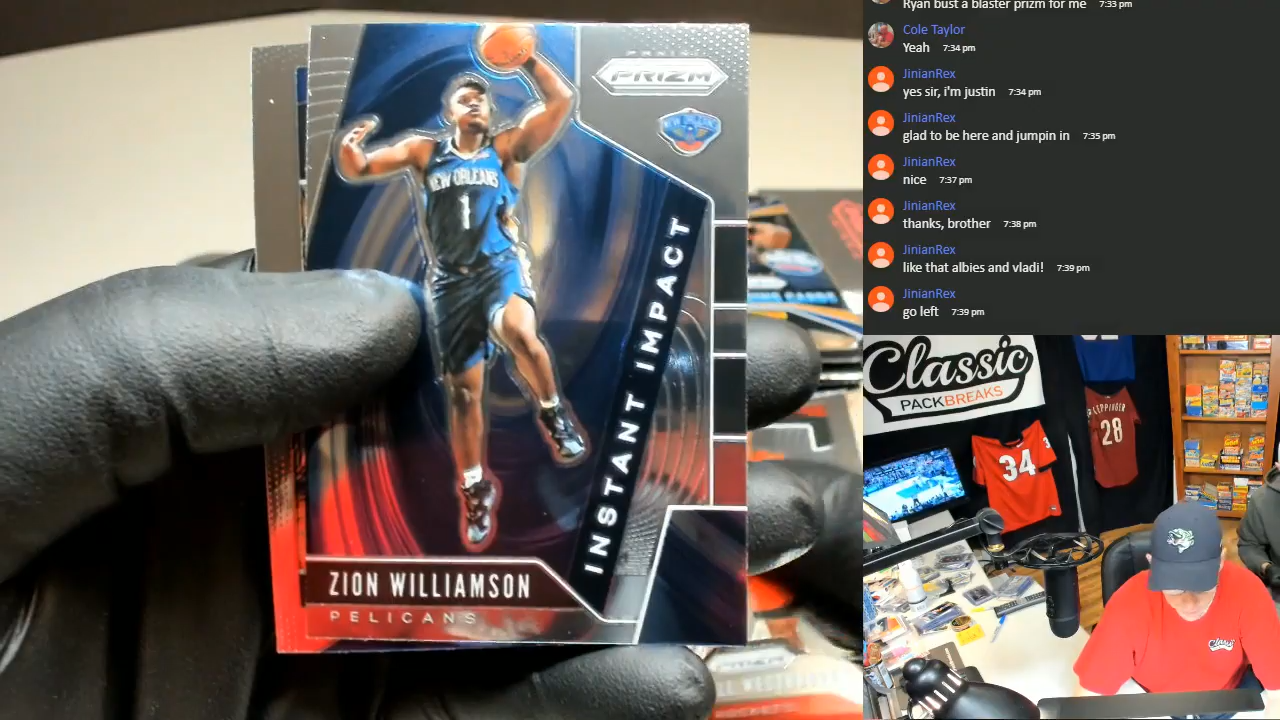 PRIZM
NEW ORLEANS
NEW ORLEANS
1
INSTANT IMPACT
ZION WILLIAMSON
PELICANS
Ryan bust a blaster prizm for me 7:33 pm
Cole Taylor
Yeah 7:34 pm
JinianRex
yes sir, i'm justin 7:34 pm
JinianRex
glad to be here and jumpin in 7:35 pm
JinianRex
nice 7:37 pm
JinianRex
thanks, brother 7:38 pm
JinianRex
like that albies and vladi! 7:39 pm
JinianRex
go left 7:39 pm
Classic
PACKBREAKS
34
28
Classic